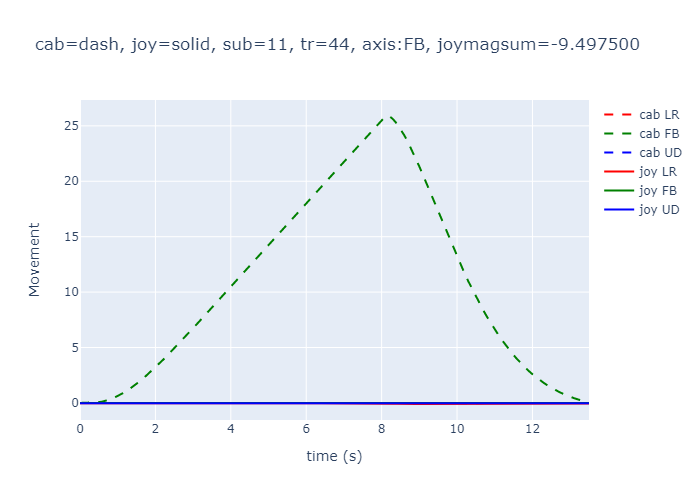 cab=dash, joy=solid, sub=11, tr=44, axis:FB, joymagsum=-9.497500
cab LR
cab FB
cab UD
joy LR
joy FB
joy UD
25
20
15
10
5
0
Movement
0 2 4 6 8 10 12
time (s)